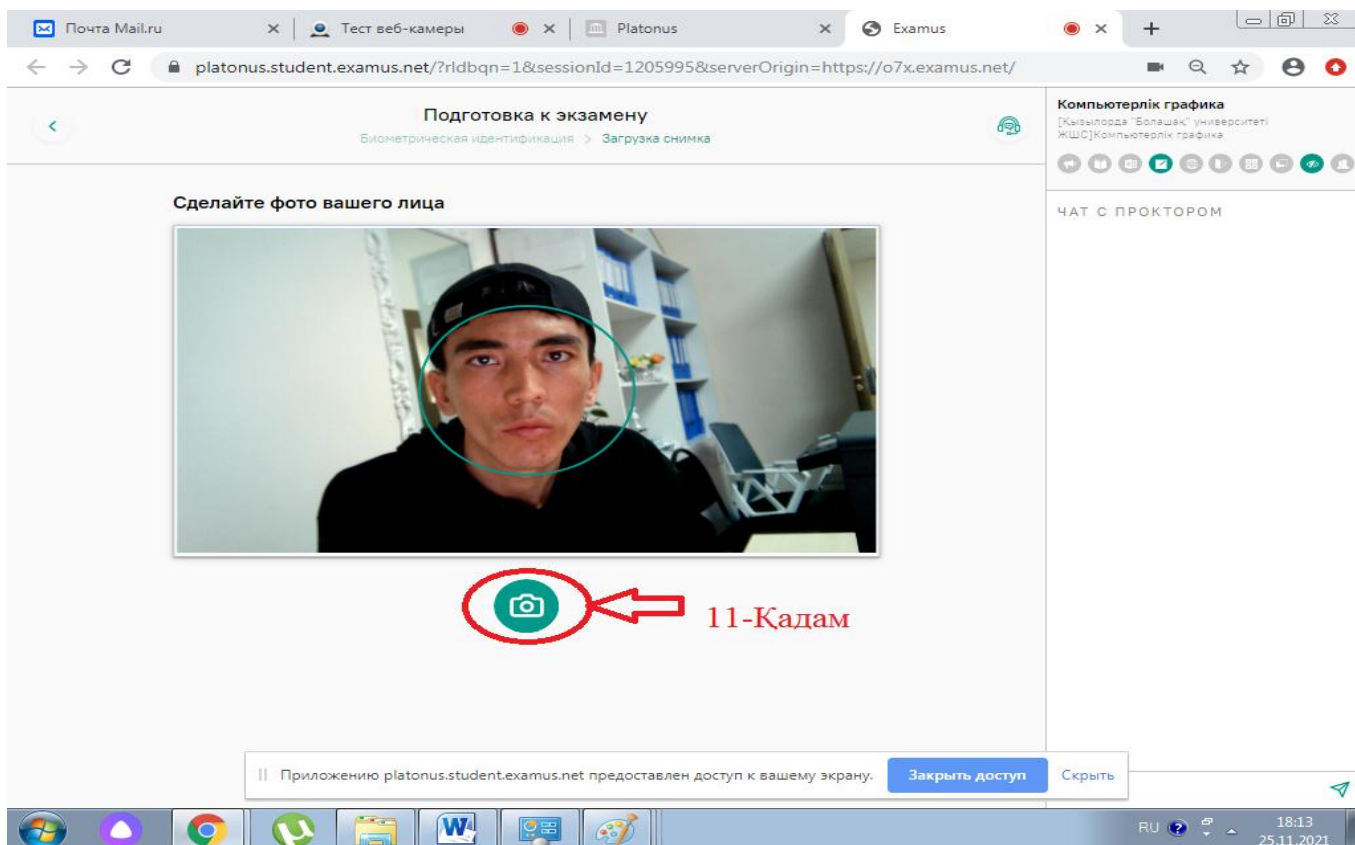 Почта Mail.ru
Тест веб-камеры
Platonus
Examus
platonus.student.examus.net/?rldbqn=1&sessionId=1205995&serverOrigin=https://o7x.examus.net/
Подготовка к экзамену
Биометрическая идентификация > Загрузка снимка
Компьютерлік графика
[Қызылорда "Болашақ" университеті
ЖШС]Компьютерлік графика
Сделайте фото вашего лица
ЧАТ С ПРОКТОРОМ
11-Қадам
Приложению platonus.student.examus.net предоставлен доступ к вашему экрану.
Закрыть доступ
Скрыть
RU
18:13
25.11.2021